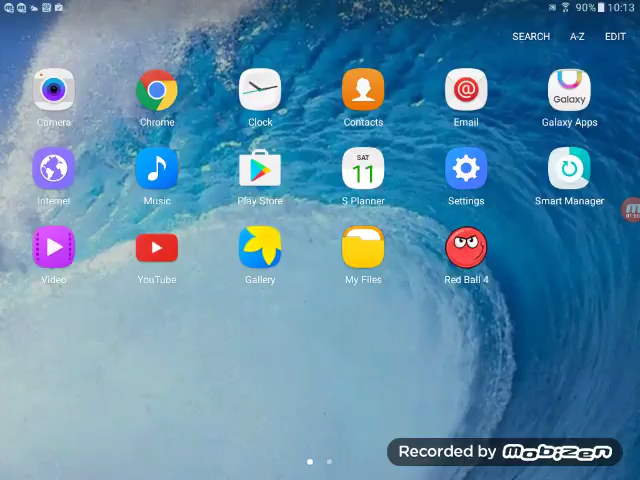 90% 10:13
SEARCH A-Z EDIT
Galaxy
Camera Chrome Clock Contacts Email Galaxy Apps
SAT
11
Internet Music Play Store S Planner Settings Smart Manager
Video YouTube Gallery My Files Red Ball 4
Recorded by Mobizen